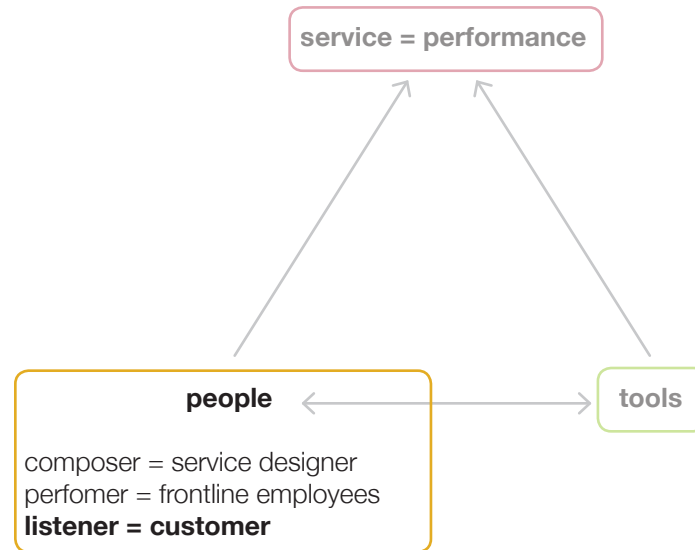 service = performance
people
tools
composer = service designer
perfomer = frontline employees
listener = customer